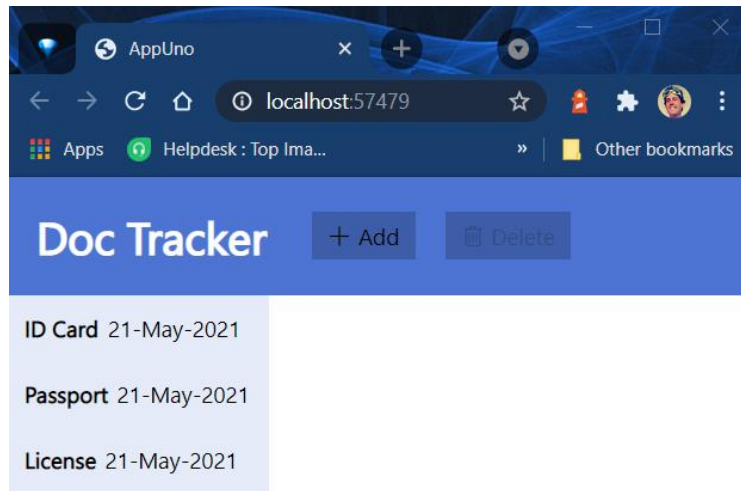 AppUno
localhost:57479
Apps Helpdesk : Top Ima... » Other bookmarks
Doc Tracker + Add Delete
ID Card 21-May-2021
Passport 21-May-2021
License 21-May-2021